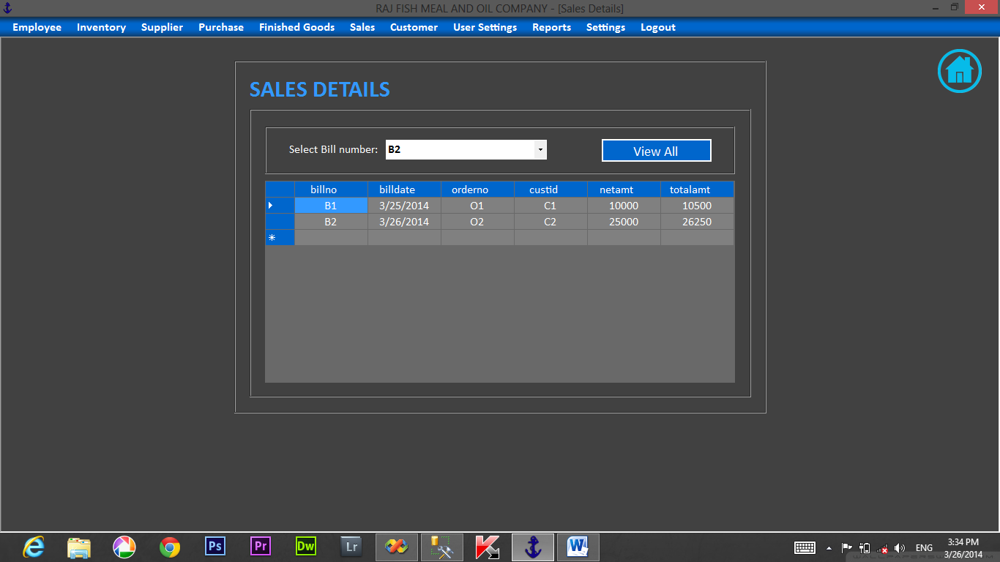 RAJ FISH MEAL AND OIL COMPANY - [Sales Details]
Employee Inventory Supplier Purchase Finished Goods Sales Customer User Settings Reports Settings Logout
SALES DETAILS
Select Bill number: B2 View All
billno billdate orderno custid netamt totalamt
B1 3/25/2014 O1 C1 10000 10500
B2 3/26/2014 O2 C2 25000 26250
Ps Pr Dw Lr W ENG 3:34 PM
3/26/2014